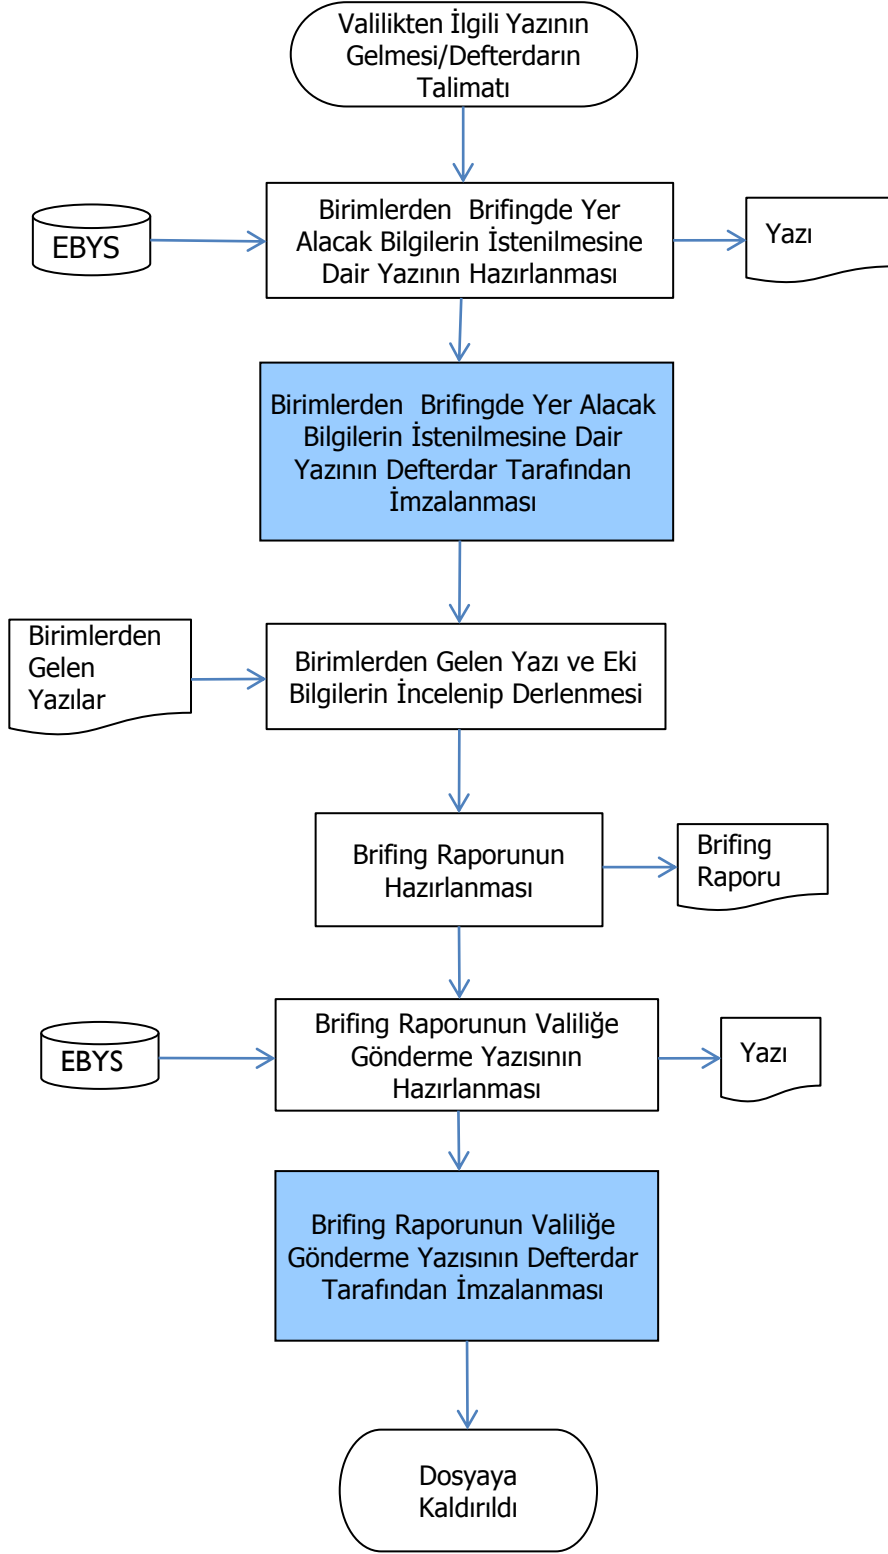 Valilikten İlgili Yazının
Gelmesi/Defterdarın
Talimatı
EBYS
Birimlerden  Brifingde Yer
Alacak Bilgilerin İstenilmesine
Dair Yazının Hazırlanması
Yazı
Birimlerden  Brifingde Yer Alacak
Bilgilerin İstenilmesine Dair
Yazının Defterdar Tarafından
İmzalanması
Birimlerden
Gelen
Yazılar
Birimlerden Gelen Yazı ve Eki
Bilgilerin İncelenip Derlenmesi
Brifing Raporunun
Hazırlanması
Brifing
Raporu
EBYS
Brifing Raporunun Valiliğe
Gönderme Yazısının
Hazırlanması
Yazı
Brifing Raporunun Valiliğe
Gönderme Yazısının Defterdar
Tarafından İmzalanması
Dosyaya
Kaldırıldı